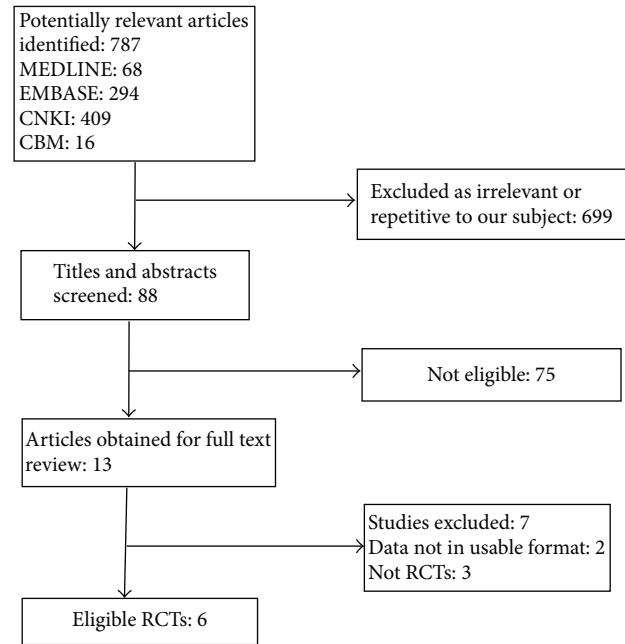 Potentially relevant articles
identified: 787
MEDLINE: 68
EMBASE: 294
CNKI: 409
CBM: 16
Excluded as irrelevant or
repetitive to our subject: 699
Titles and abstracts
screened: 88
Not eligible: 75
Articles obtained for full text
review: 13
Studies excluded: 7
Data not in usable format: 2
Not RCTs: 3
Eligible RCTs: 6